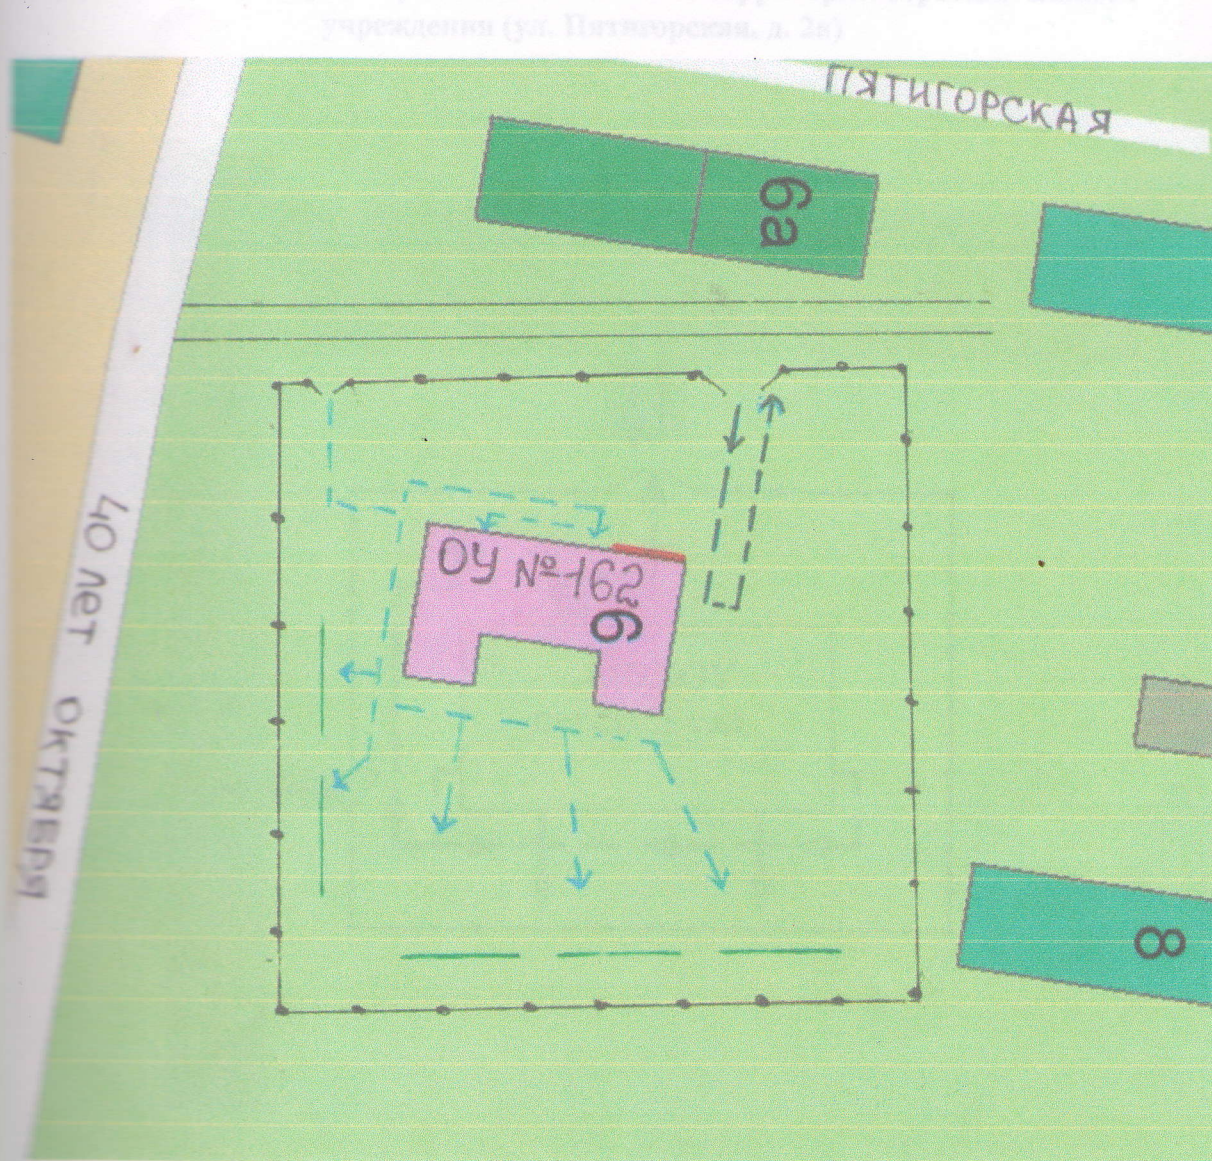 учреждения (ул. Пятигорская, д. 2в)
ПЯТИГОРСКАЯ
6а
40 лет ОКТЯБРЯ
ОУ №162
6
8